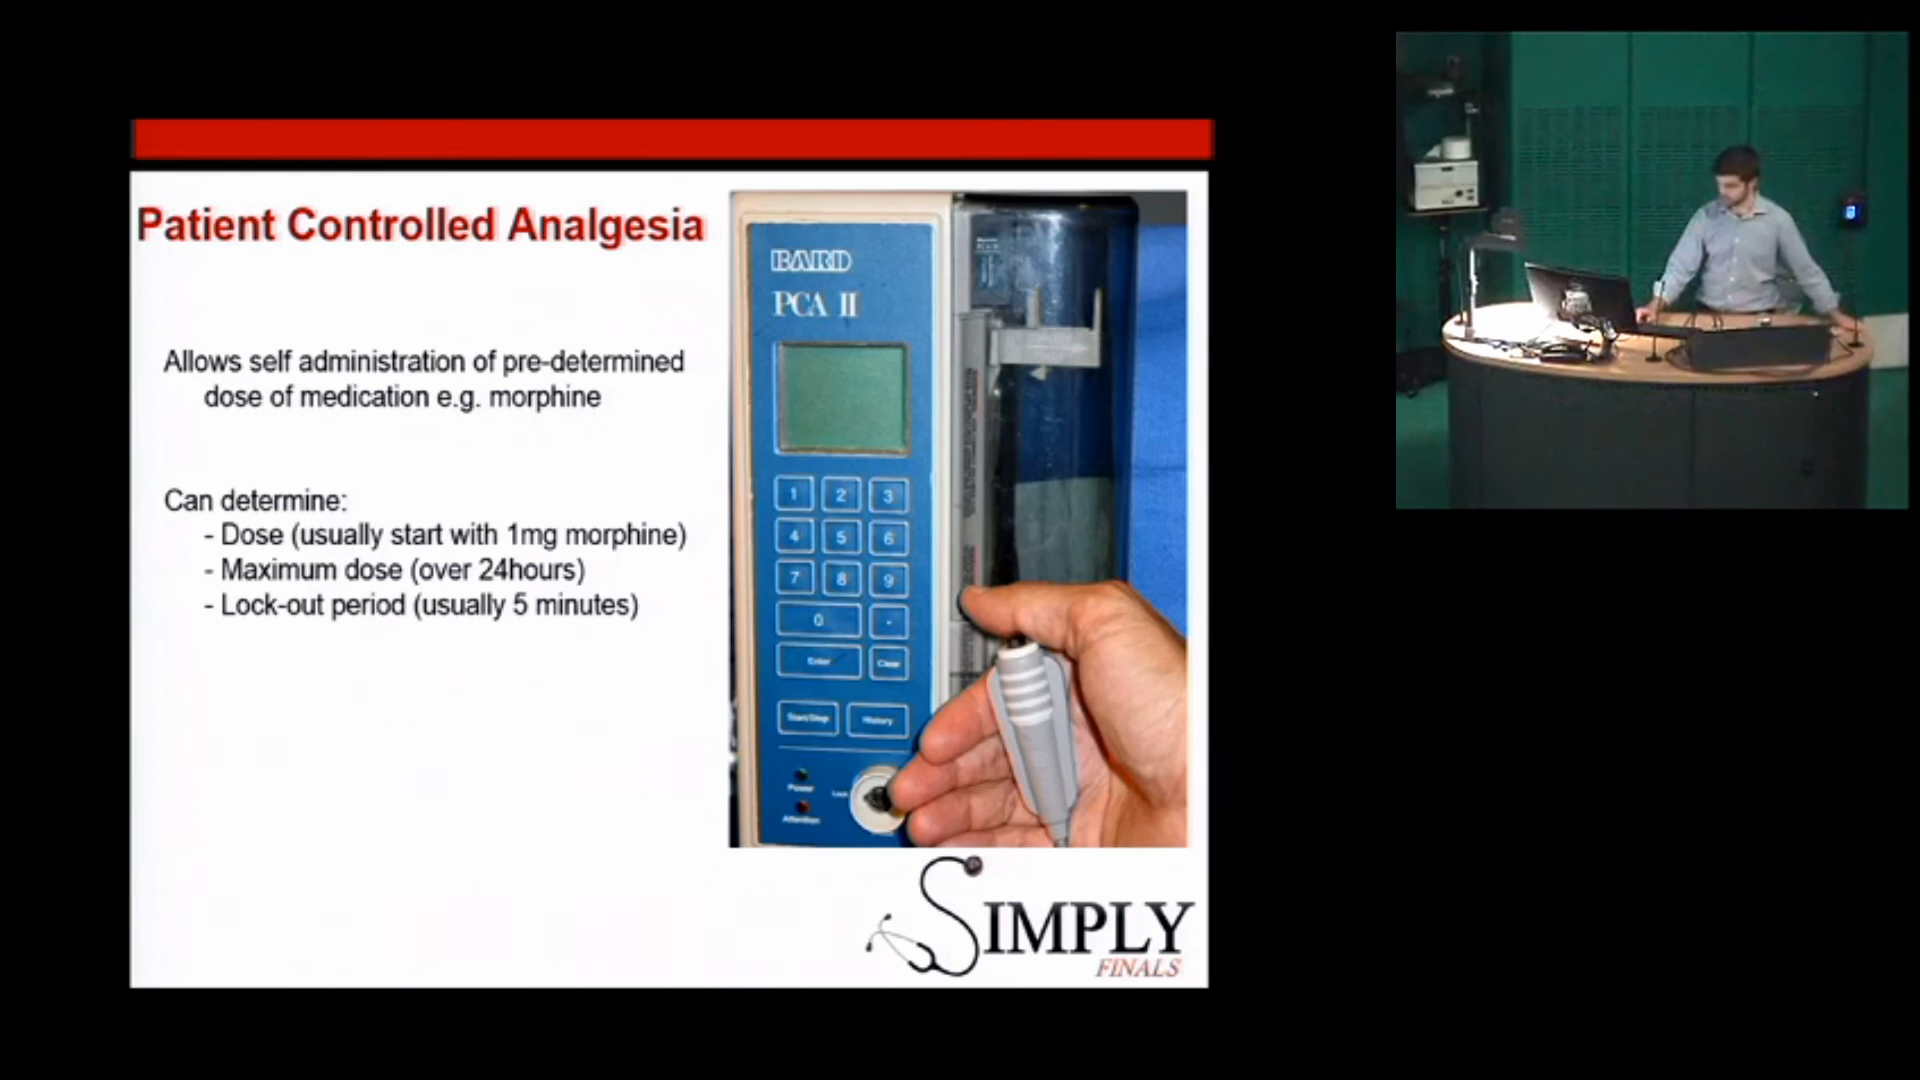 Patient Controlled Analgesia
Allows self administration of pre-determined
dose of medication e.g. morphine
Can determine:
- Dose (usually start with 1mg morphine)
- Maximum dose (over 24hours)
- Lock-out period (usually 5 minutes)
BARD
PCA II
1 2 3
4 5 6
7 8 9
0 .
Enter Clear
Start/Stop History
Power
Lock
Attention
SIMPLY
FINALS